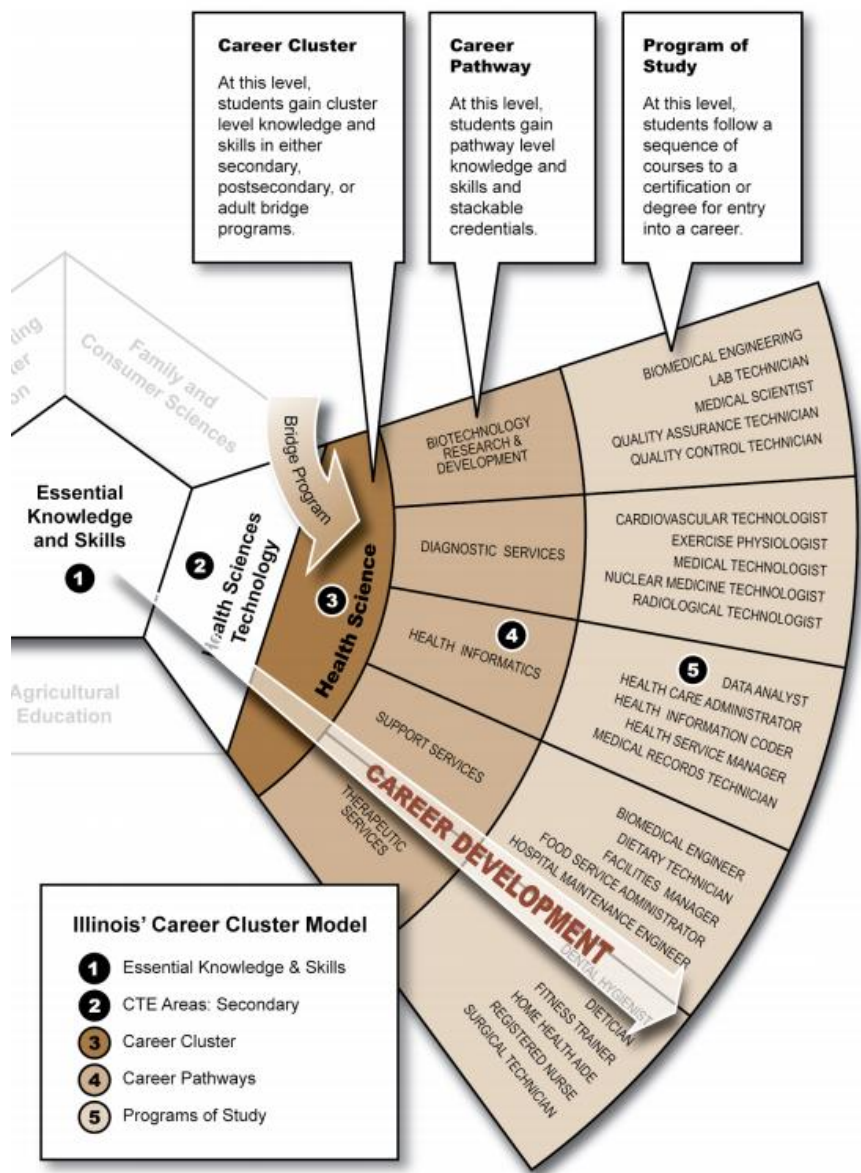 Career Cluster
At this level,
students gain cluster
level knowledge and
skills in either
secondary,
postsecondary, or
adult bridge
programs.
Career
Pathway
At this level,
students gain
pathway level
knowledge and
skills and
stackable
credentials.
Program of
Study
At this level,
students follow a
sequence of
courses to a
certification or
degree for entry
into a career.
Family and
Consumer Sciences
Bridge Program
Essential
Knowledge
and Skills
1
2
Health Sciences
Technology
3
Health Science
Agricultural
Education
BIOTECHNOLOGY
RESEARCH &
DEVELOPMENT
DIAGNOSTIC SERVICES
4
HEALTH INFORMATICS
SUPPORT SERVICES
THERAPEUTIC
SERVICES
BIOMEDICAL ENGINEERING
LAB TECHNICIAN
MEDICAL SCIENTIST
QUALITY ASSURANCE TECHNICIAN
QUALITY CONTROL TECHNICIAN
CARDIOVASCULAR TECHNOLOGIST
EXERCISE PHYSIOLOGIST
MEDICAL TECHNOLOGIST
NUCLEAR MEDICINE TECHNOLOGIST
RADIOLOGICAL TECHNOLOGIST
5
DATA ANALYST
HEALTH CARE ADMINISTRATOR
HEALTH INFORMATION CODER
HEALTH SERVICE MANAGER
MEDICAL RECORDS TECHNICIAN
BIOMEDICAL ENGINEER
DIETARY TECHNICIAN
FACILITIES MANAGER
FOOD SERVICE ADMINISTRATOR
HOSPITAL MAINTENANCE ENGINEER
DENTAL HYGIENIST
DIETICIAN
FITNESS TRAINER
HOME HEALTH AIDE
REGISTERED NURSE
SURGICAL TECHNICIAN
CAREER DEVELOPMENT
Illinois' Career Cluster Model
1 Essential Knowledge & Skills
2 CTE Areas: Secondary
3 Career Cluster
4 Career Pathways
5 Programs of Study